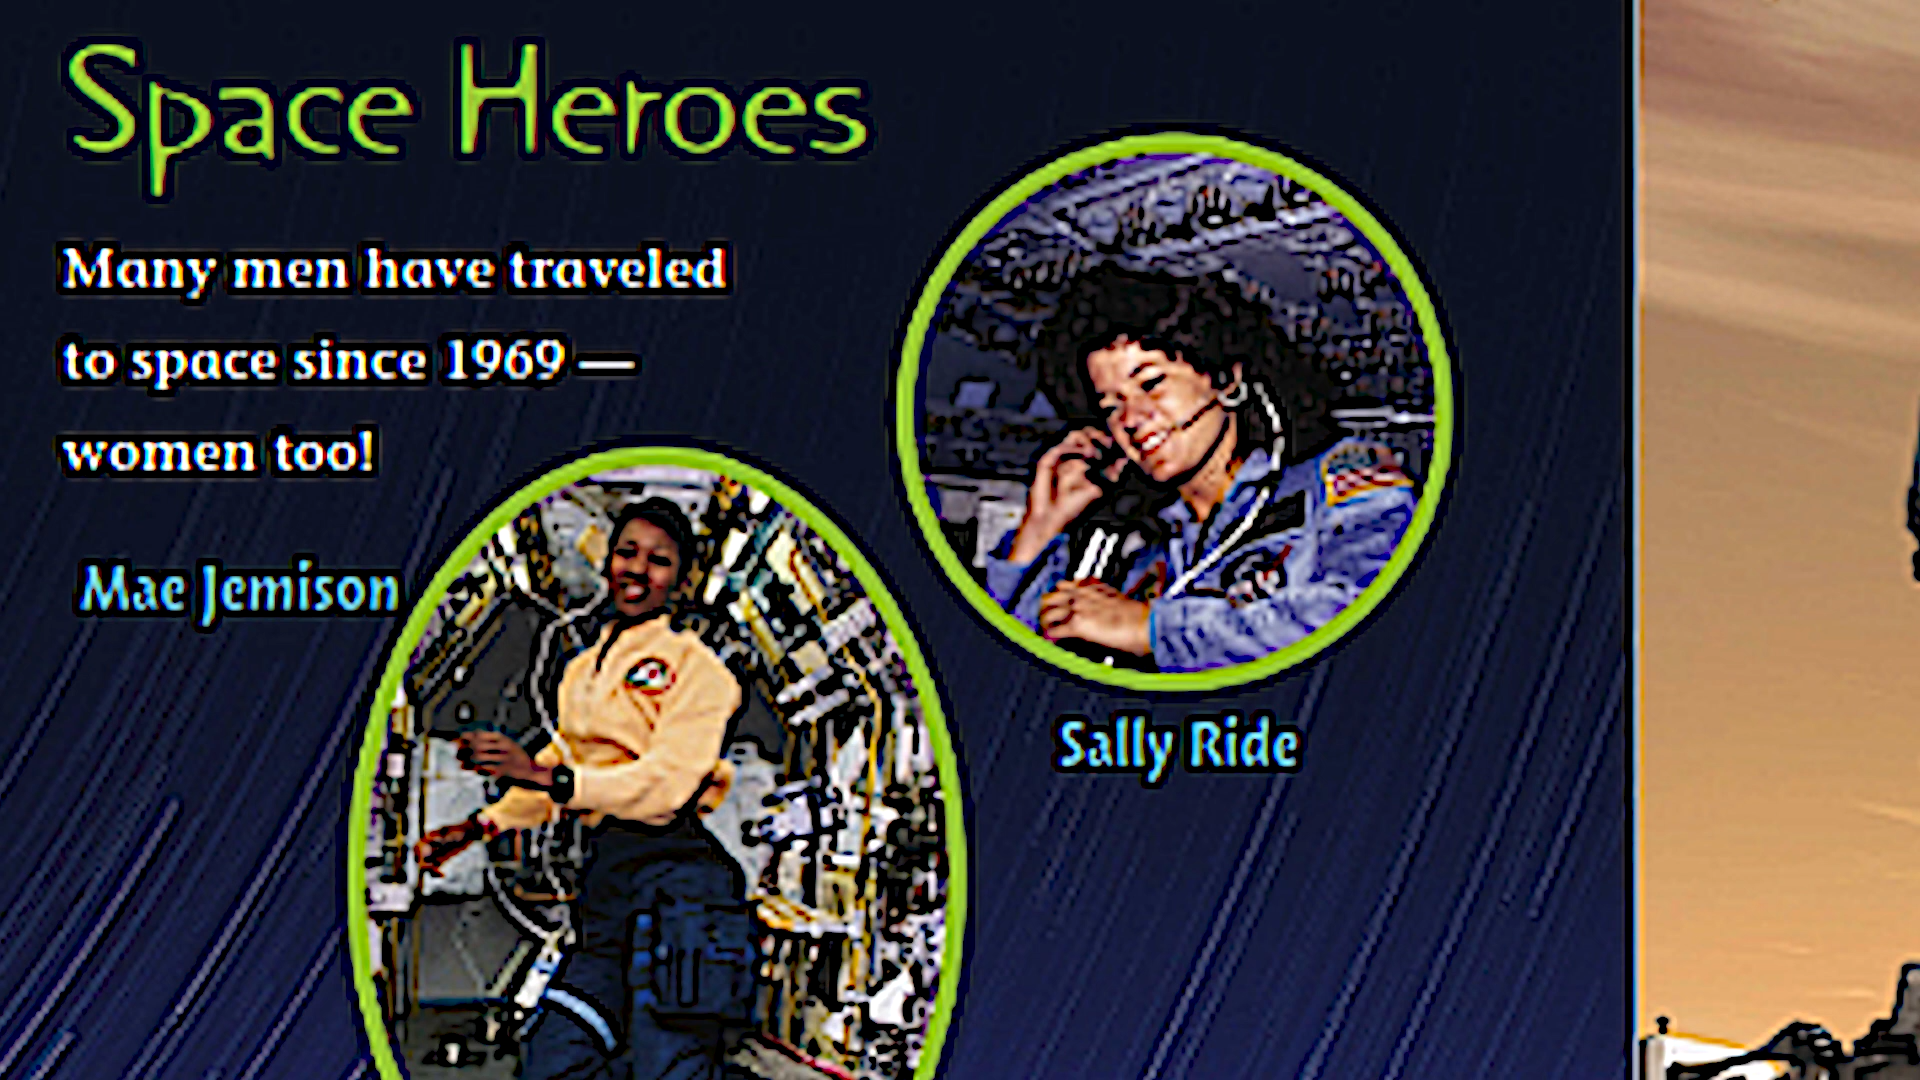 Space Heroes
Many men have traveled
to space since 1969 —
women too!
Mae Jemison
Sally Ride